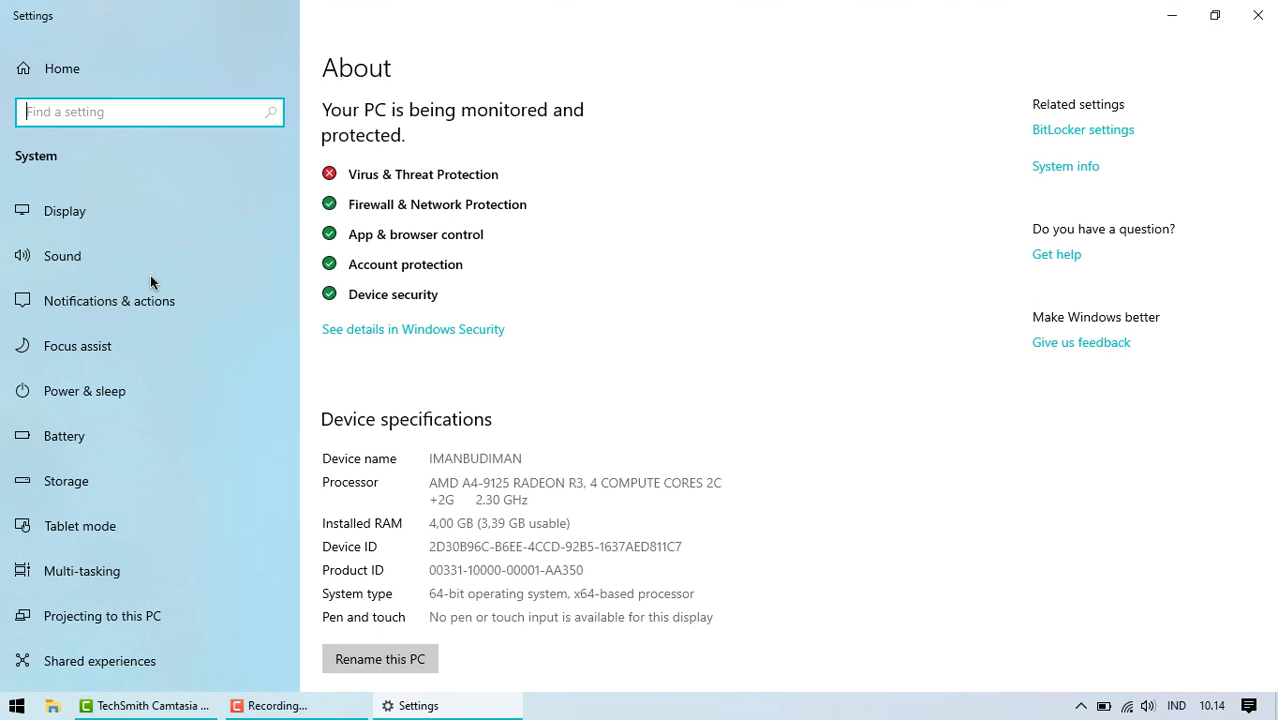 Settings
Home
Find a setting
System
Display
Sound
Notifications & actions
Focus assist
Power & sleep
Battery
Storage
Tablet mode
Multi-tasking
Projecting to this PC
Shared experiences
About
Your PC is being monitored and
protected.
Virus & Threat Protection
Firewall & Network Protection
App & browser control
Account protection
Device security
See details in Windows Security
Device specifications
Device name IMANBUDIMAN
Processor AMD A4-9125 RADEON R3, 4 COMPUTE CORES 2C
+2G 2.30 GHz
Installed RAM 4,00 GB (3,39 GB usable)
Device ID 2D30B96C-B6EE-4CCD-92B5-1637AED811C7
Product ID 00331-10000-00001-AA350
System type 64-bit operating system, x64-based processor
Pen and touch No pen or touch input is available for this display
Rename this PC
Related settings
BitLocker settings
System info
Do you have a question?
Get help
Make Windows better
Give us feedback
TechSmith Camtasia ... Recording... Settings IND 10.14